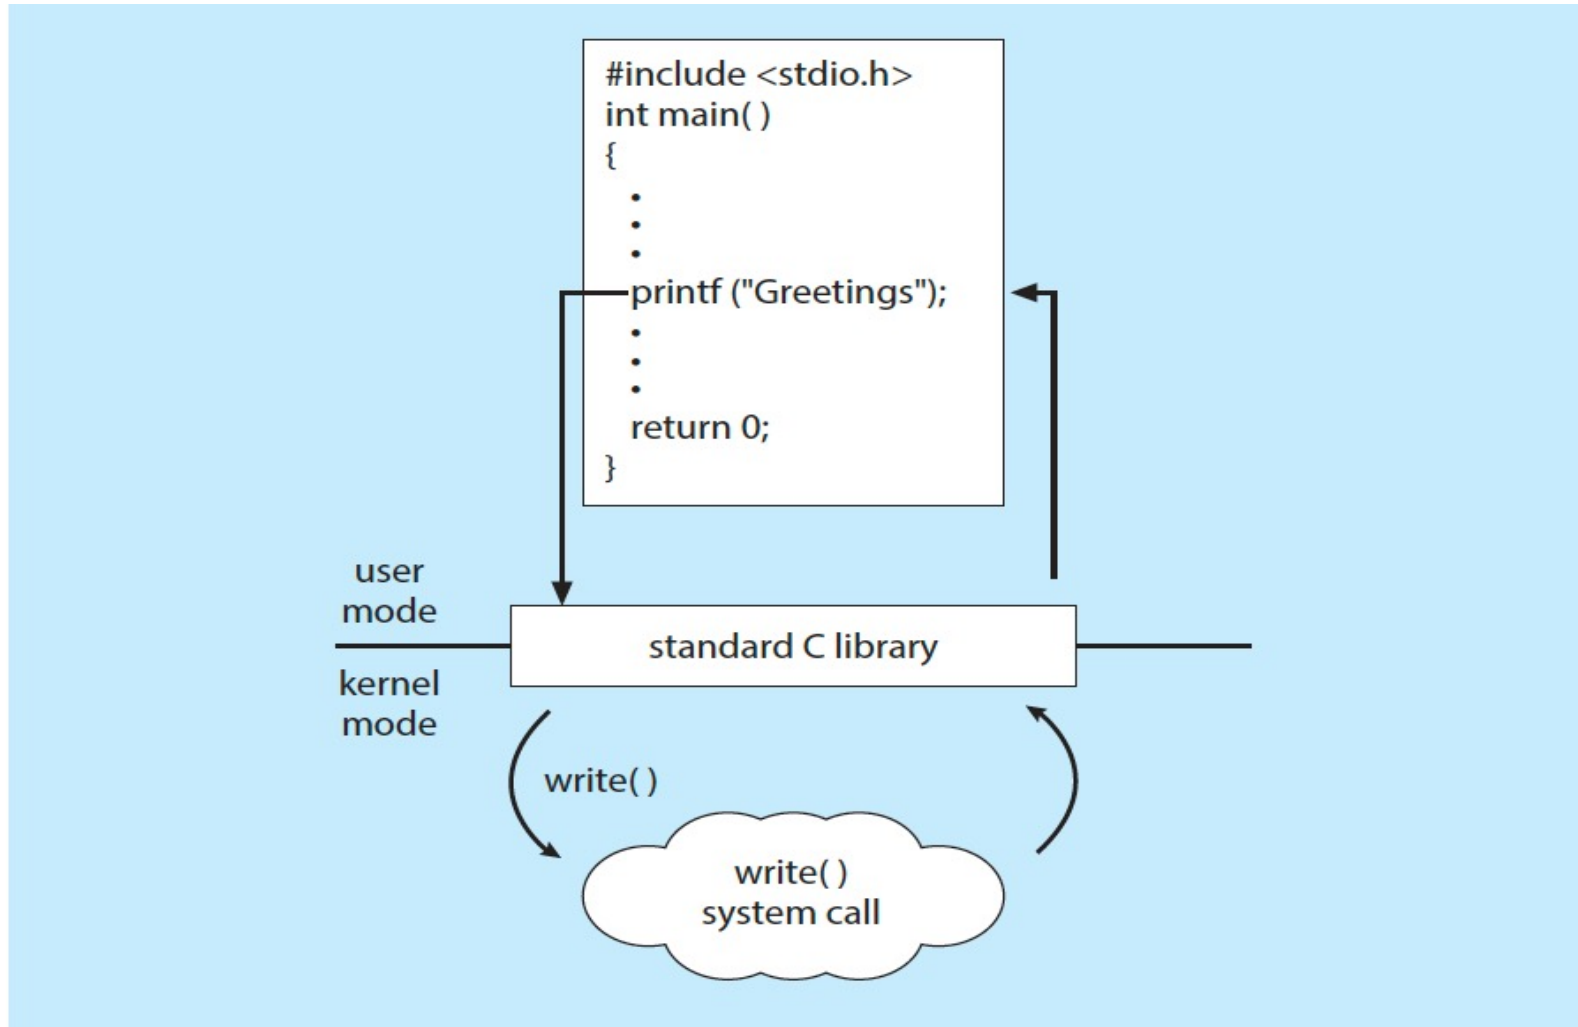 #include <stdio.h>
int main( )
{
•
•
•
printf ("Greetings");
•
•
•
return 0;
}
user
mode
standard C library
kernel
mode
write( )
write( )
system call